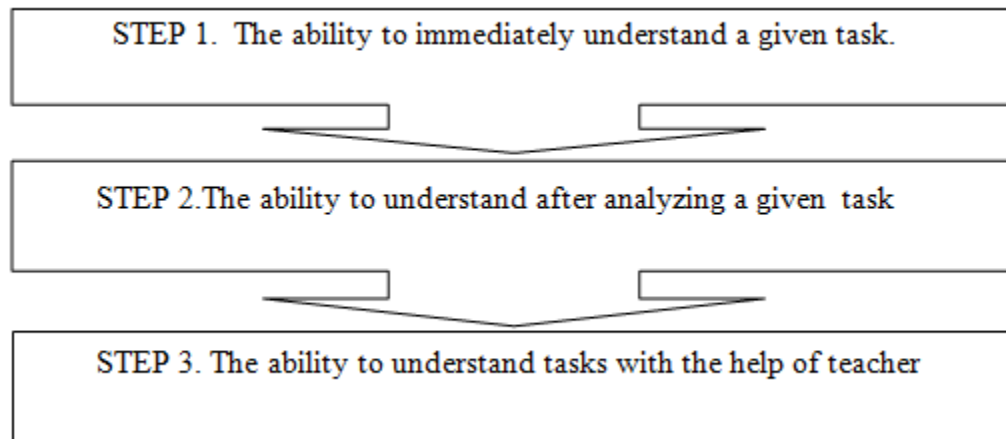 STEP 1.  The ability to immediately understand a given task.
STEP 2.The ability to understand after analyzing a given  task
STEP 3. The ability to understand tasks with the help of teacher